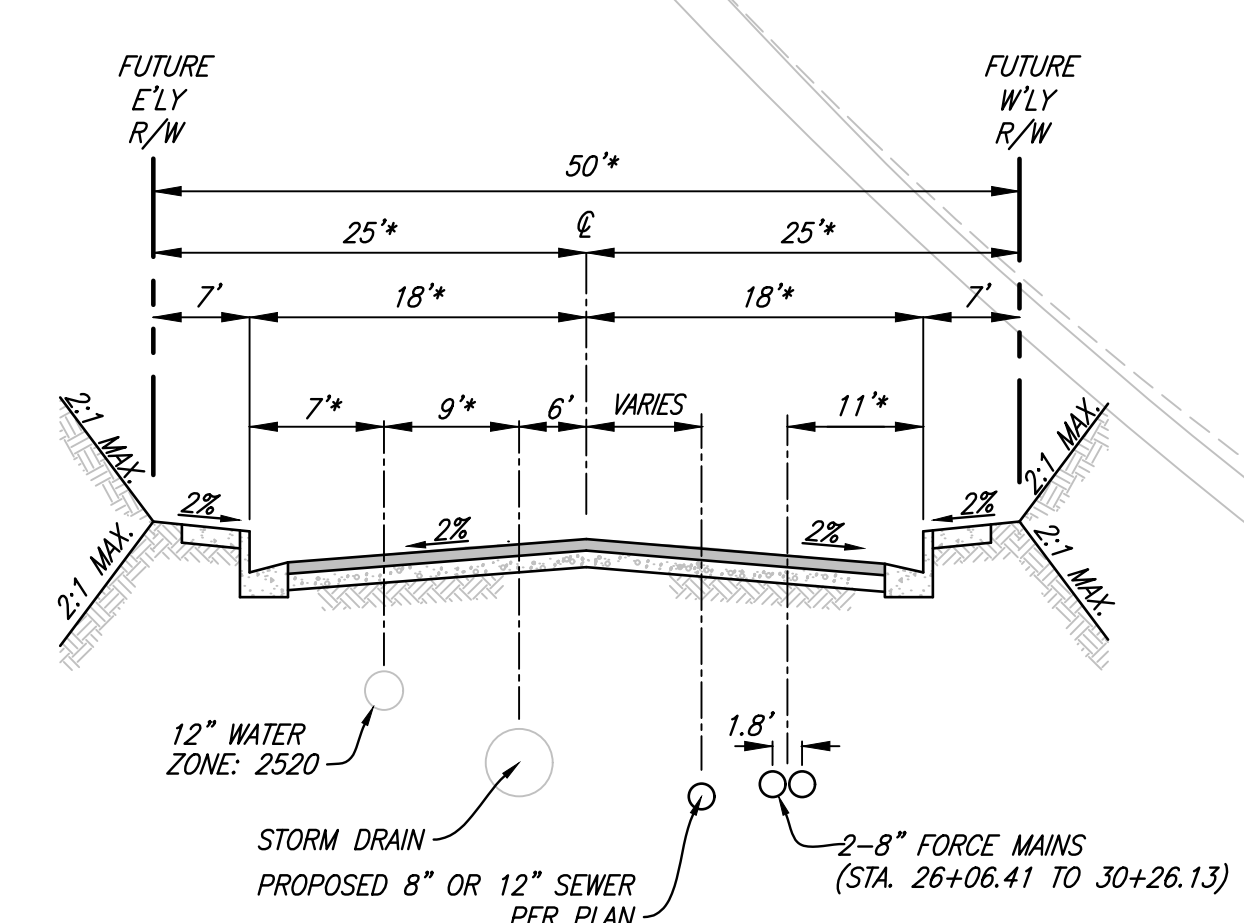 FUTURE
E'LY
R/W
FUTURE
W'LY
R/W
50'*
25'*
℄
25'*
7'
18'*
18'*
7'
7'*
9'*
6'
VARIES
11'*
2:1 MAX.
2:1 MAX.
2%
2%
2%
2%
2:1 MAX.
2:1
MAX.
1.8'
12" WATER
ZONE: 2520
STORM DRAIN
PROPOSED 8" OR 12" SEWER
PER PLAN
2-8" FORCE MAINS
(STA. 26+06.41 TO 30+26.13)